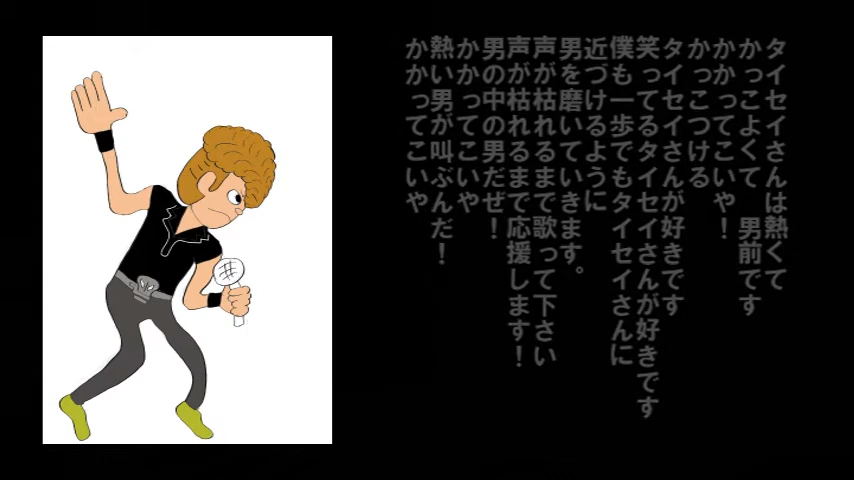 タイセイさんは熱くて
かっこよくて　男前です
かかってこいや！
かっこつける
タイセイさんが好きです
笑ってるタイセイさんが好きです
僕も一歩でもタイセイさんに
近づけるように
男を磨いていきます。
声が枯れるまで歌って下さい
声が枯れるまで応援します！
男の中の男だぜ！
かかってこいや
熱い男が叫ぶんだ！
かかってこいや